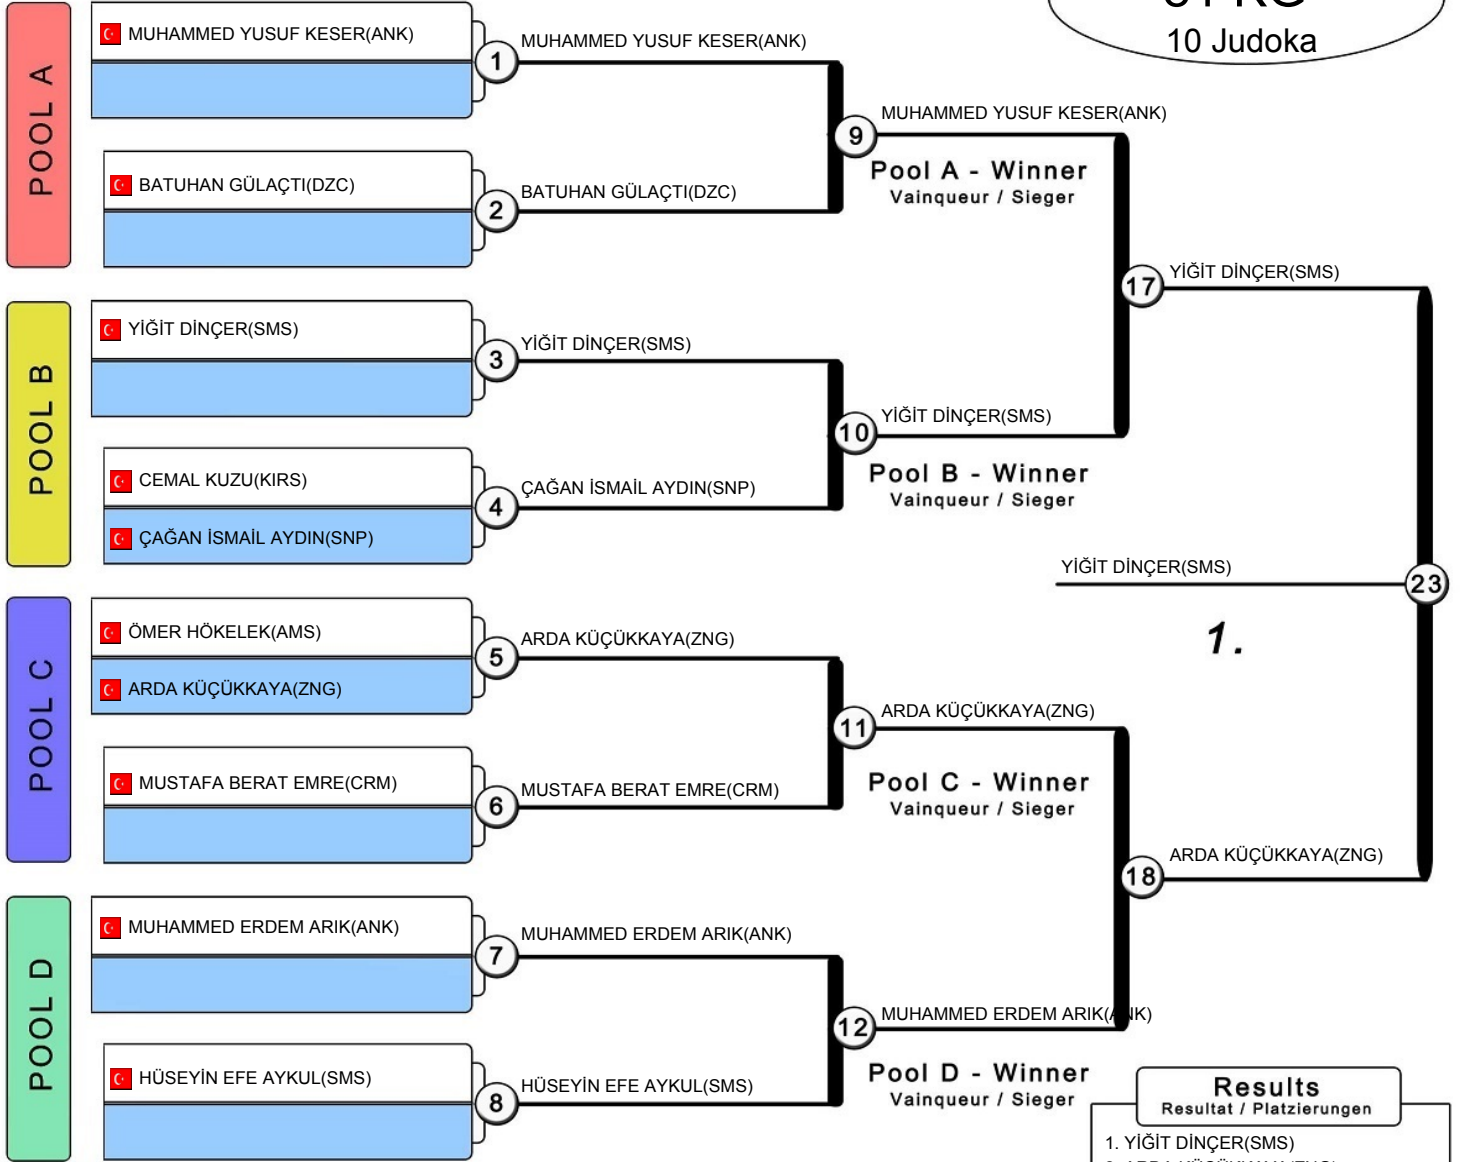 10 Judoka
POOL A
MUHAMMED YUSUF KESER(ANK)
1
MUHAMMED YUSUF KESER(ANK)
BATUHAN GÜLAÇTI(DZC)
2
BATUHAN GÜLAÇTI(DZC)
9
MUHAMMED YUSUF KESER(ANK)
Pool A - Winner
Vainqueur / Sieger
POOL B
YİĞİT DİNÇER(SMS)
3
YİĞİT DİNÇER(SMS)
CEMAL KUZU(KIRS)
ÇAĞAN İSMAİL AYDIN(SNP)
4
ÇAĞAN İSMAİL AYDIN(SNP)
10
YİĞİT DİNÇER(SMS)
Pool B - Winner
Vainqueur / Sieger
17
YİĞİT DİNÇER(SMS)
YİĞİT DİNÇER(SMS)
23
1.
POOL C
ÖMER HÖKELEK(AMS)
ARDA KÜÇÜKKAYA(ZNG)
5
ARDA KÜÇÜKKAYA(ZNG)
MUSTAFA BERAT EMRE(CRM)
6
MUSTAFA BERAT EMRE(CRM)
11
ARDA KÜÇÜKKAYA(ZNG)
Pool C - Winner
Vainqueur / Sieger
18
ARDA KÜÇÜKKAYA(ZNG)
POOL D
MUHAMMED ERDEM ARIK(ANK)
7
MUHAMMED ERDEM ARIK(ANK)
HÜSEYİN EFE AYKUL(SMS)
8
HÜSEYİN EFE AYKUL(SMS)
12
MUHAMMED ERDEM ARIK(ANK)
Pool D - Winner
Vainqueur / Sieger
Results
Resultat / Platzierungen
1. YİĞİT DİNÇER(SMS)